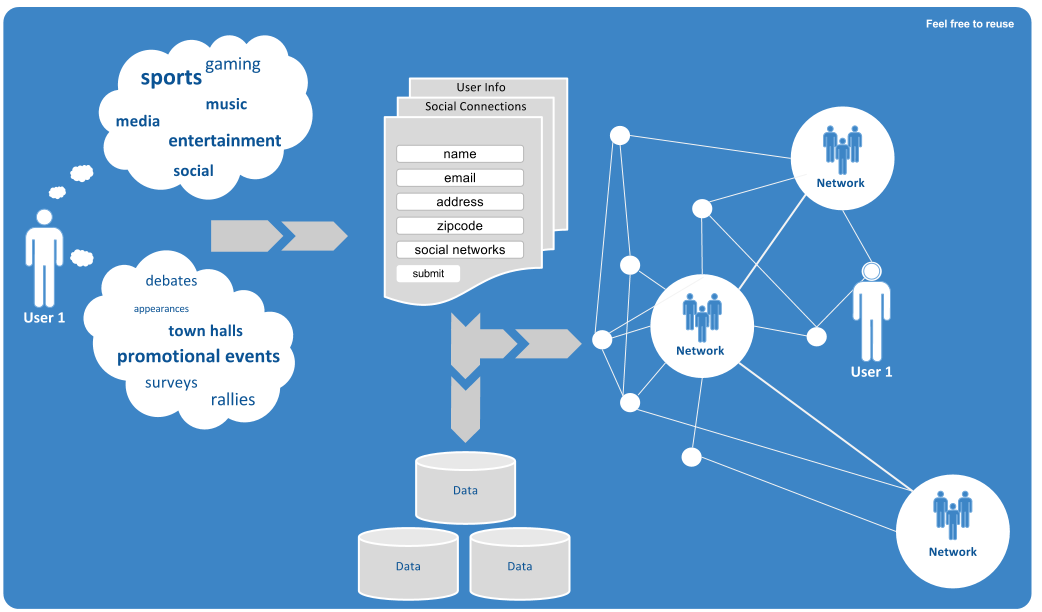 Feel free to reuse
gaming
sports
music
media
entertainment
social
User 1
debates
appearances
town halls
promotional events
surveys
rallies
User Info
Social Connections
name
email
address
zipcode
social networks
submit
Data
Data
Data
Network
Network
User 1
Network